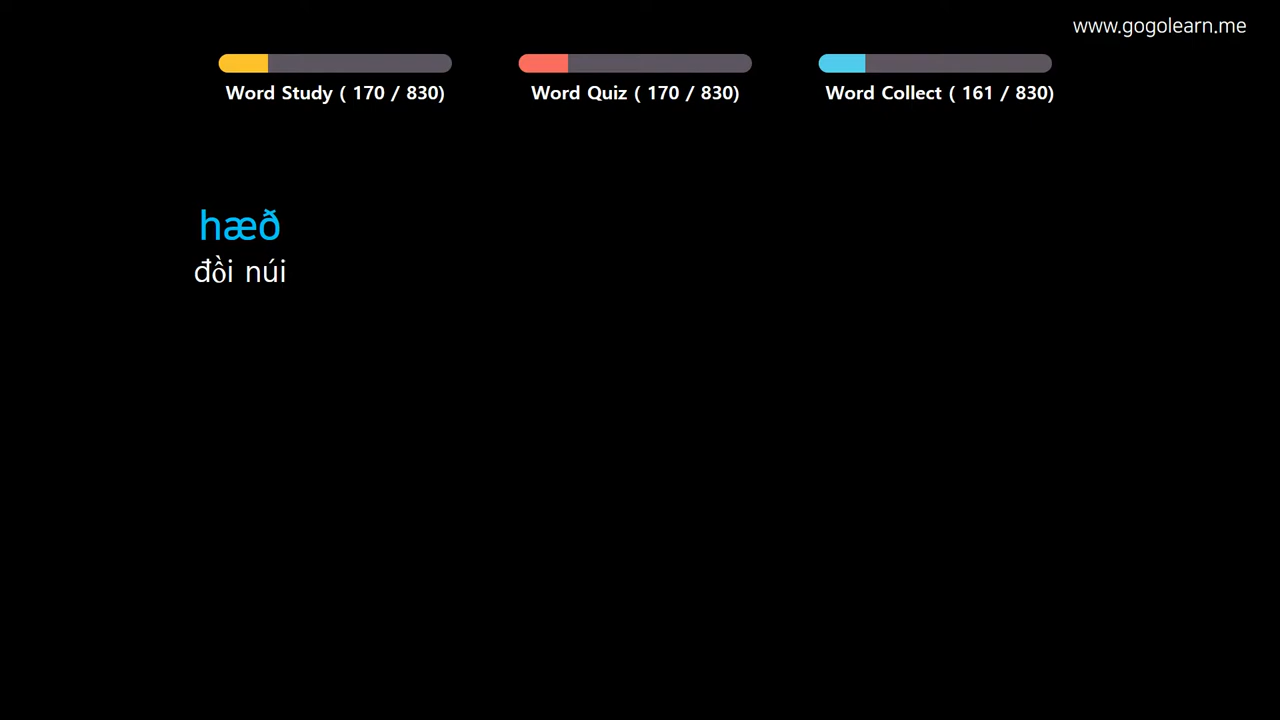 www.gogolearn.me
Word Study ( 170 / 830)
Word Quiz ( 170 / 830)
Word Collect ( 161 / 830)
hæð
đồi núi